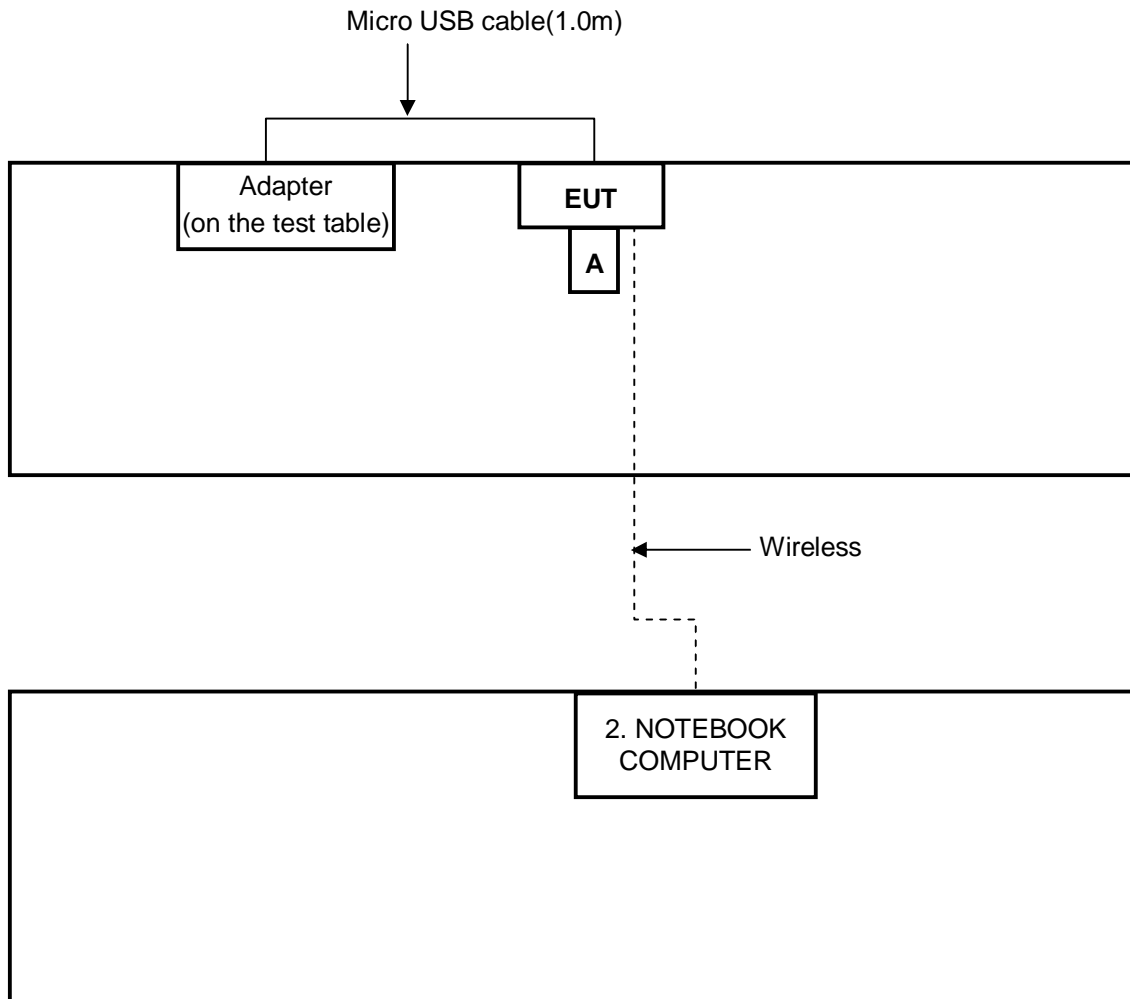 Micro USB cable(1.0m)
Adapter
(on the test table)
EUT
A
Wireless
2. NOTEBOOK
COMPUTER